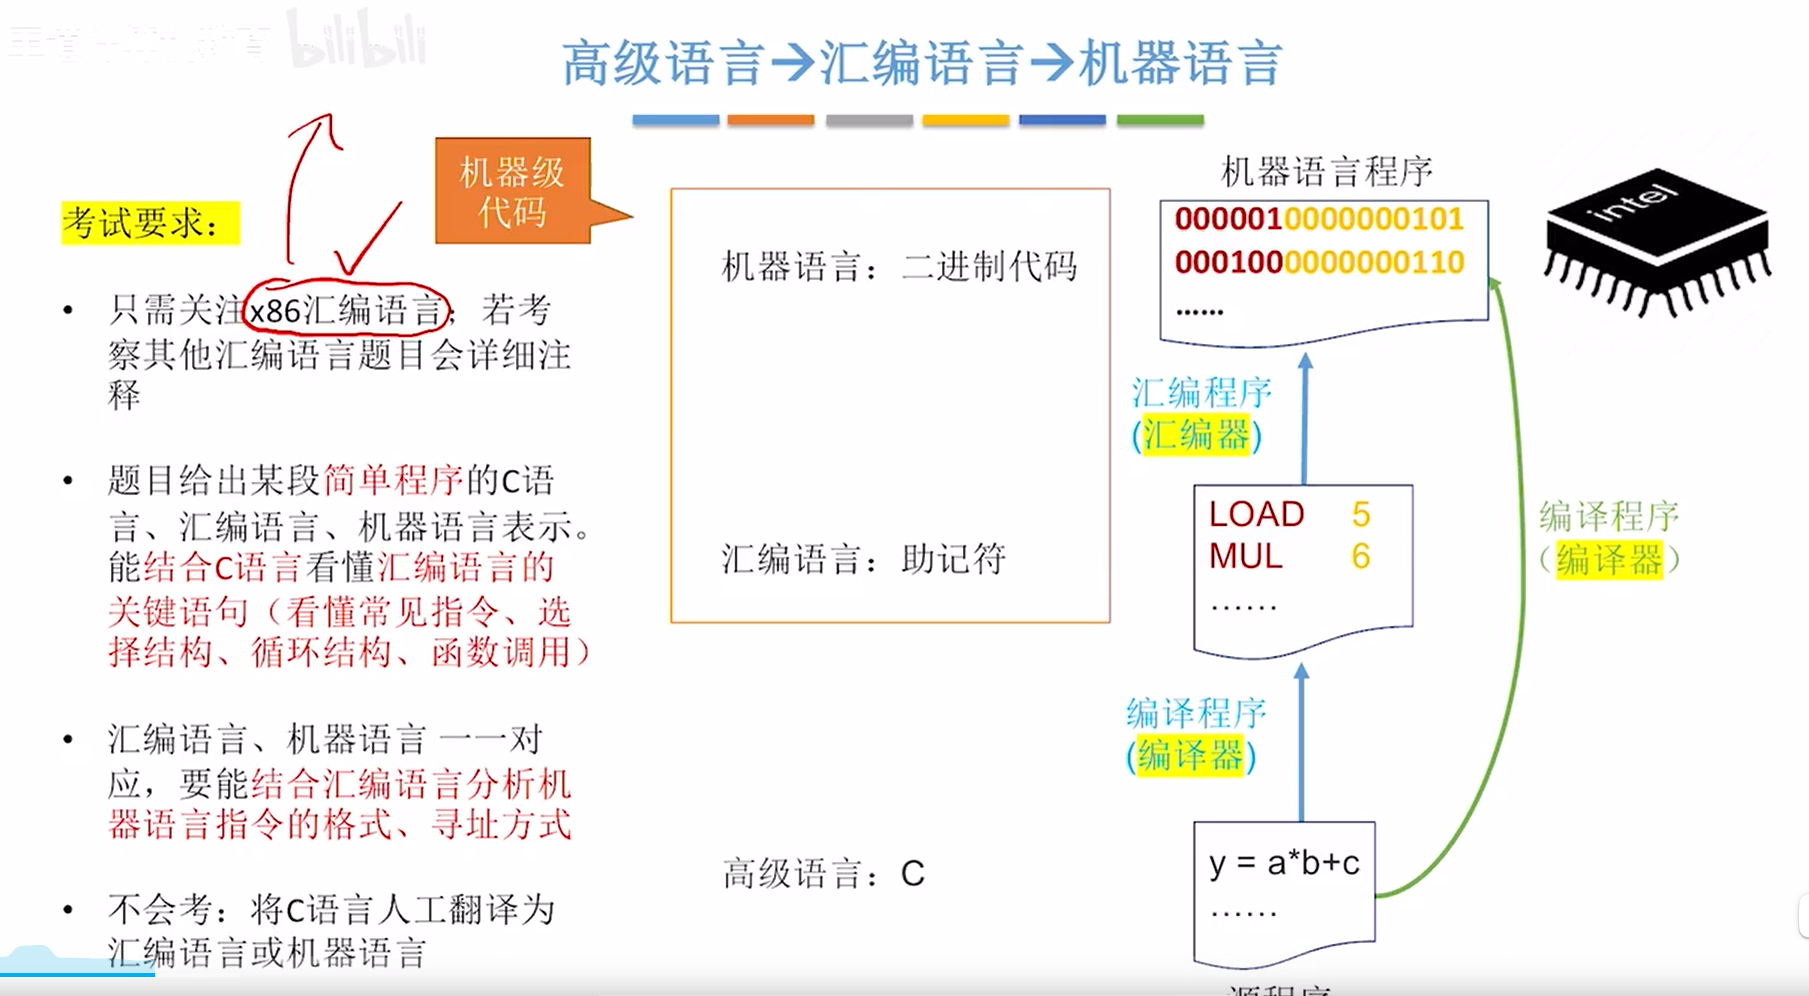 bilibili
高级语言→汇编语言→机器语言
机器级
代码
考试要求：
• 只需关注x86汇编语言；若考
察其他汇编语言题目会详细注
释
• 题目给出某段简单程序的C语
言、汇编语言、机器语言表示。
能结合C语言看懂汇编语言的
关键语句（看懂常见指令、选
择结构、循环结构、函数调用）
• 汇编语言、机器语言 一一对
应，要能结合汇编语言分析机
器语言指令的格式、寻址方式
• 不会考：将C语言人工翻译为
汇编语言或机器语言
机器语言：二进制代码
汇编语言：助记符
高级语言：C
机器语言程序
0000010000000101
0001000000000110
......
intel
汇编程序
(汇编器)
LOAD 5
MUL 6
......
编译程序
（编译器）
编译程序
(编译器)
y = a*b+c
......
源程序